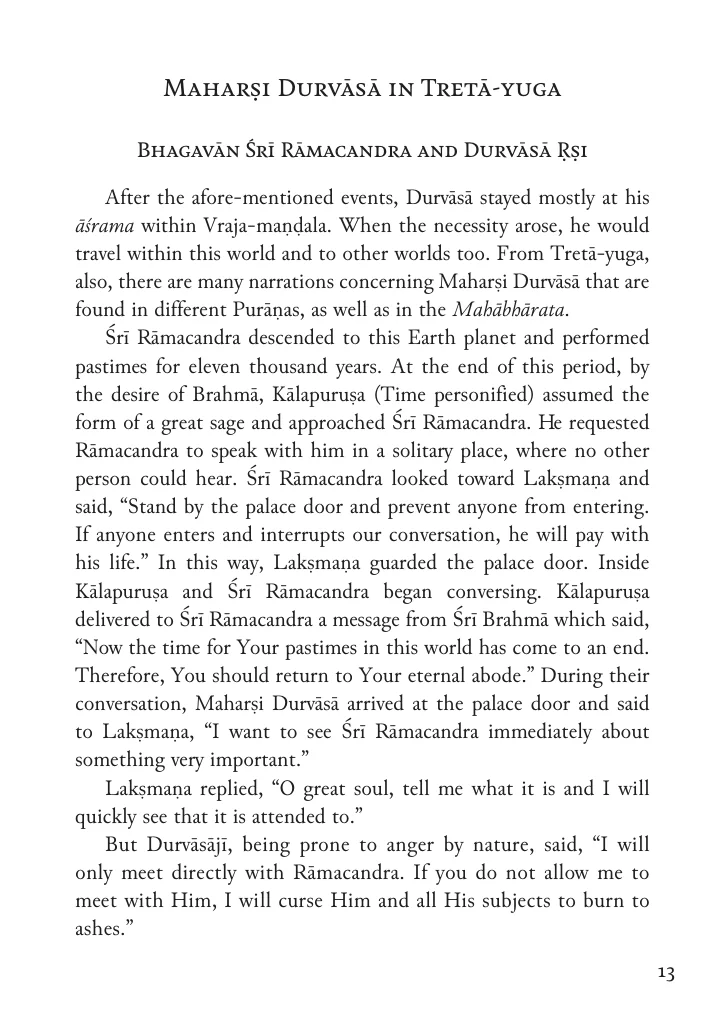 Maharṣi Durvāsā in Tretā-yuga
Bhagavān Śrī Rāmacandra and Durvāsā Ṛṣi
After the afore-mentioned events, Durvāsā stayed mostly at his
āśrama within Vraja-maṇḍala. When the necessity arose, he would
travel within this world and to other worlds too. From Tretā-yuga,
also, there are many narrations concerning Maharṣi Durvāsā that are
found in different Purāṇas, as well as in the Mahābhārata.
Śrī Rāmacandra descended to this Earth planet and performed
pastimes for eleven thousand years. At the end of this period, by
the desire of Brahmā, Kālapuruṣa (Time personified) assumed the
form of a great sage and approached Śrī Rāmacandra. He requested
Rāmacandra to speak with him in a solitary place, where no other
person could hear. Śrī Rāmacandra looked toward Lakṣmaṇa and
said, “Stand by the palace door and prevent anyone from entering.
If anyone enters and interrupts our conversation, he will pay with
his life.” In this way, Lakṣmaṇa guarded the palace door. Inside
Kālapuruṣa and Śrī Rāmacandra began conversing. Kālapuruṣa
delivered to Śrī Rāmacandra a message from Śrī Brahmā which said,
“Now the time for Your pastimes in this world has come to an end.
Therefore, You should return to Your eternal abode.” During their
conversation, Maharṣi Durvāsā arrived at the palace door and said
to Lakṣmaṇa, “I want to see Śrī Rāmacandra immediately about
something very important.”
Lakṣmaṇa replied, “O great soul, tell me what it is and I will
quickly see that it is attended to.”
But Durvāsājī, being prone to anger by nature, said, “I will
only meet directly with Rāmacandra. If you do not allow me to
meet with Him, I will curse Him and all His subjects to burn to
ashes.”
13